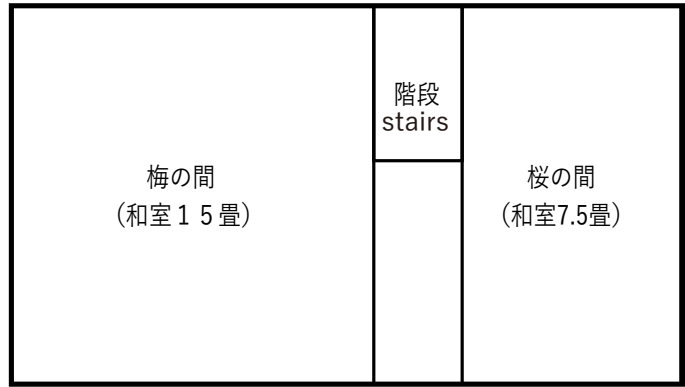 梅の間
（和室１５畳）
階段
stairs
桜の間
（和室7.5畳）